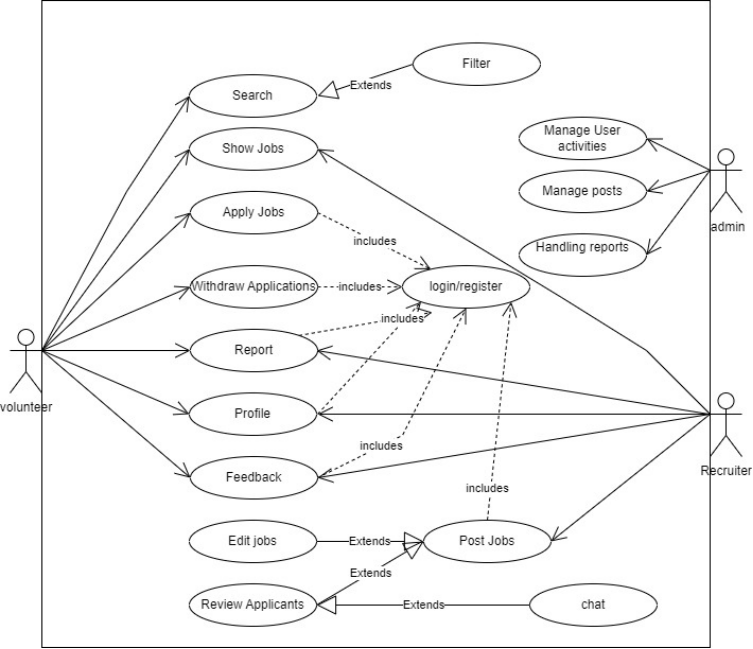 Filter
Extends
Search
Manage User
activities
Show Jobs
Manage posts
Apply Jobs
admin
includes
Handling reports
Withdraw Applications
includes
login/register
includes
Report
volunteer
Profile
includes
Recruiter
Feedback
includes
Edit jobs
Extends
Post Jobs
Extends
Review Applicants
Extends
chat